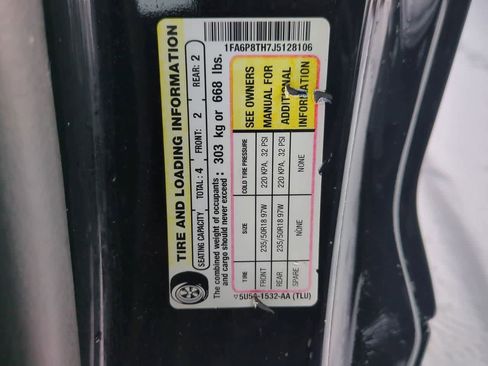 TIRE AND LOADING INFORMATION
SEATING CAPACITY TOTAL: 4 FRONT: 2 REAR: 2
The combined weight of occupants and cargo should never exceed : 303 kg or 668 lbs.
TIRE SIZE COLD TIRE PRESSURE
FRONT 235/50R18 97W 220 KPA, 32 PSI
REAR 235/50R18 97W 220 KPA, 32 PSI
SPARE NONE NONE
SEE OWNERS
MANUAL FOR
ADDITIONAL
INFORMATION
5U5A-1532-AA (TLU)
1FA6P8TH7J5128106